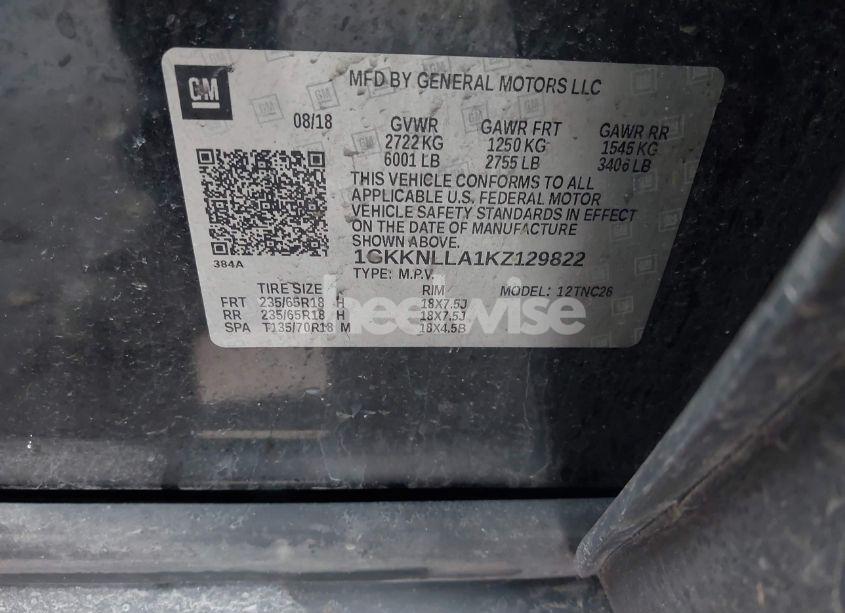 GM
MFD BY GENERAL MOTORS LLC
08/18
GVWR
2722 KG
6001 LB
GAWR FRT
1250 KG
2755 LB
GAWR RR
1545 KG
3406 LB
THIS VEHICLE CONFORMS TO ALL
APPLICABLE U.S. FEDERAL MOTOR
VEHICLE SAFETY STANDARDS IN EFFECT
ON THE DATE OF MANUFACTURE
SHOWN ABOVE.
384A
1GKKNLLA1KZ129822
TYPE: M.P.V.
TIRE SIZE RIM MODEL: 12TNC26
FRT 235/65R18 H 18X7.5J
RR 235/65R18 H 18X7.5J
SPA T135/70R18 M 18X4.5B